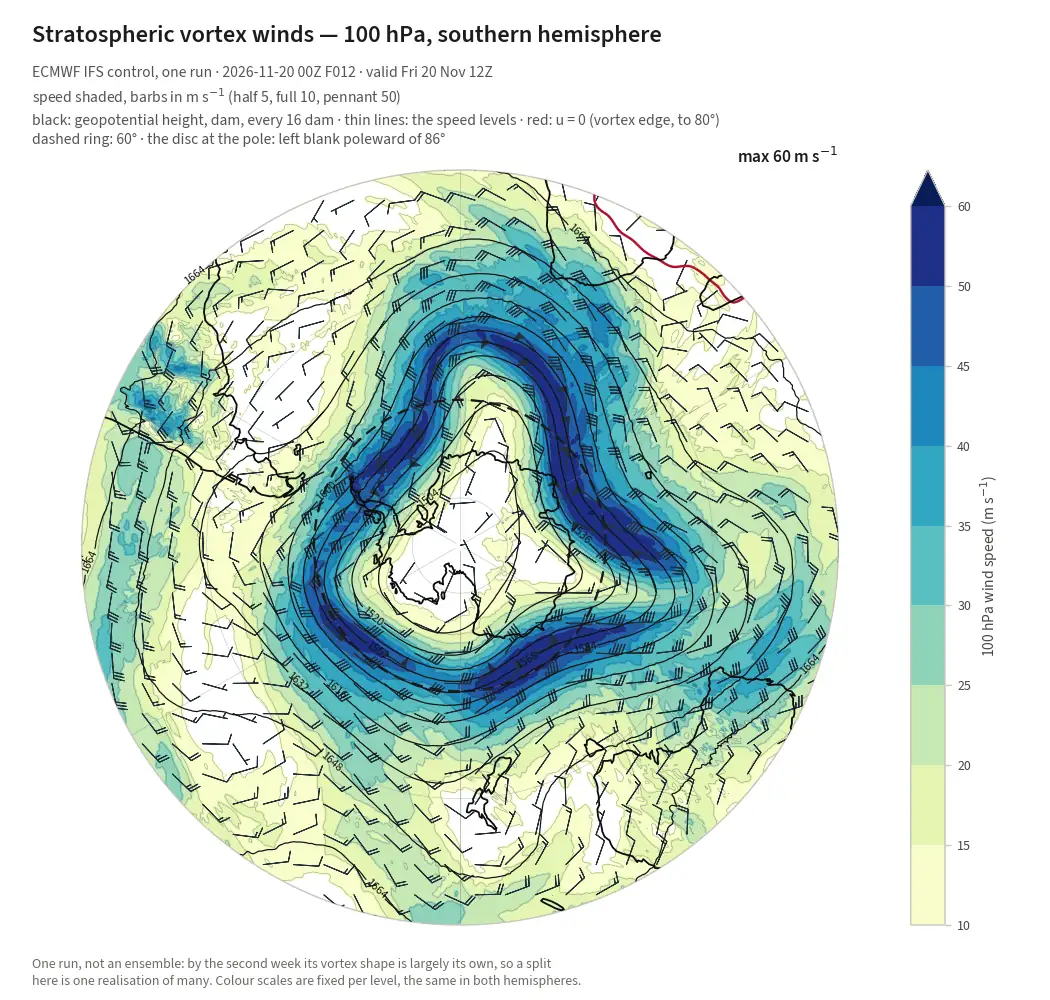 Stratospheric vortex winds — 100 hPa, southern hemisphere
ECMWF IFS control, one run · 2026-11-20 00Z F012 · valid Fri 20 Nov 12Z
speed shaded, barbs in m s⁻¹ (half 5, full 10, pennant 50)
black: geopotential height, dam, every 16 dam · thin lines: the speed levels · red: u = 0 (vortex edge, to 80°)
dashed ring: 60° · the disc at the pole: left blank poleward of 86°
max 60 m s⁻¹
60
50
45
40
35
30
25
20
15
10
100 hPa wind speed (m s⁻¹)
1664
1664
1664
1664
1664
1520
1632
1616
1648
1568
1584
One run, not an ensemble: by the second week its vortex shape is largely its own, so a split
here is one realisation of many. Colour scales are fixed per level, the same in both hemispheres.